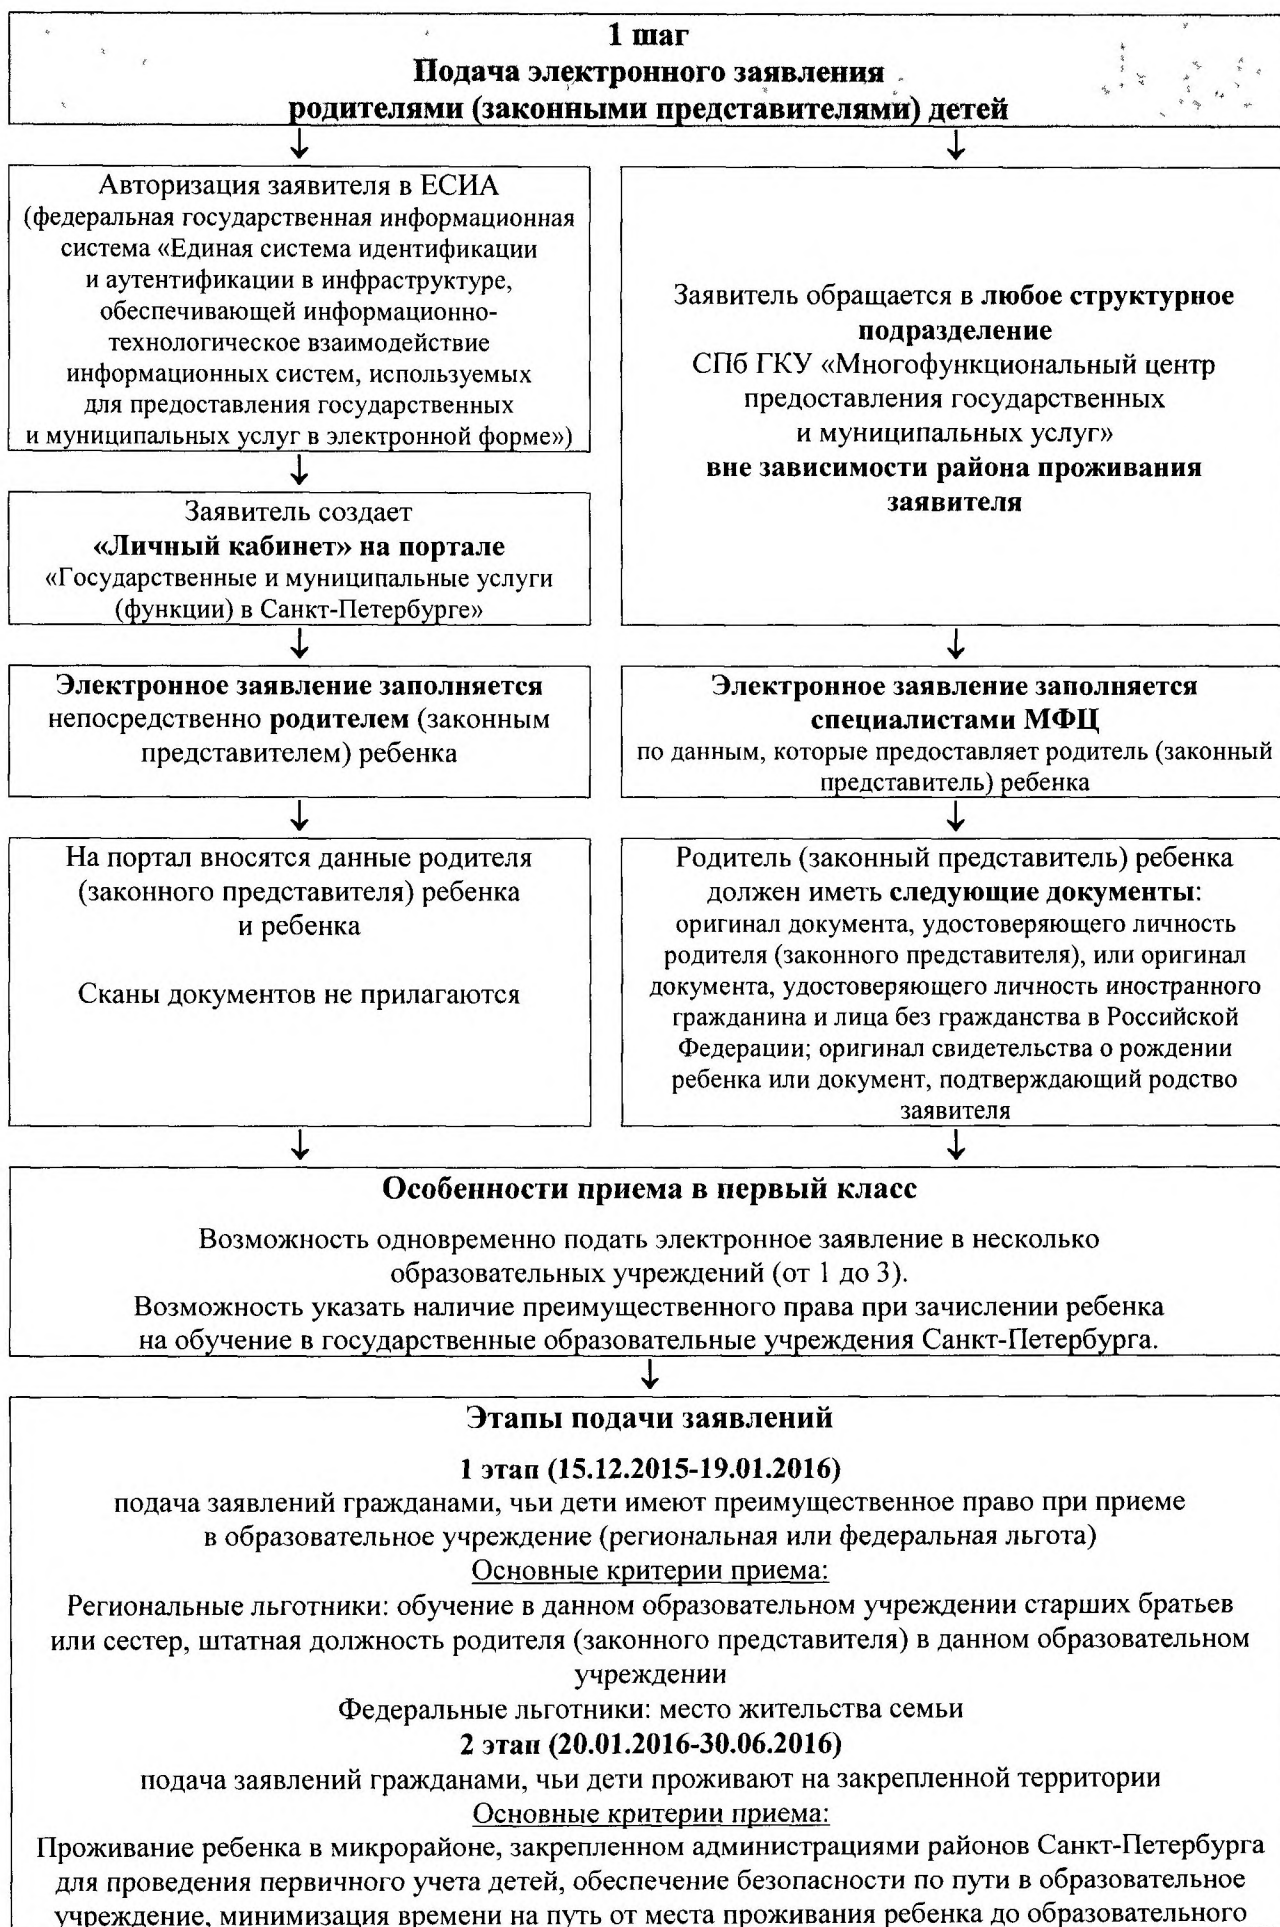 1 шаг
Подача электронного заявления
родителями (законными представителями) детей
Авторизация заявителя в ЕСИА
(федеральная государственная информационная
система «Единая система идентификации
и аутентификации в инфраструктуре,
обеспечивающей информационно-
технологическое взаимодействие
информационных систем, используемых
для предоставления государственных
и муниципальных услуг в электронной форме»)
Заявитель создает
«Личный кабинет» на портале
«Государственные и муниципальные услуги
(функции) в Санкт-Петербурге»
Электронное заявление заполняется
непосредственно родителем (законным
представителем) ребенка
На портал вносятся данные родителя
(законного представителя) ребенка
и ребенка
Сканы документов не прилагаются
Заявитель обращается в любое структурное
подразделение
СПб ГКУ «Многофункциональный центр
предоставления государственных
и муниципальных услуг»
вне зависимости района проживания
заявителя
Электронное заявление заполняется
специалистами МФЦ
по данным, которые предоставляет родитель (законный
представитель) ребенка
Родитель (законный представитель) ребенка
должен иметь следующие документы:
оригинал документа, удостоверяющего личность
родителя (законного представителя), или оригинал
документа, удостоверяющего личность иностранного
гражданина и лица без гражданства в Российской
Федерации; оригинал свидетельства о рождении
ребенка или документ, подтверждающий родство
заявителя
Особенности приема в первый класс
Возможность одновременно подать электронное заявление в несколько
образовательных учреждений (от 1 до 3).
Возможность указать наличие преимущественного права при зачислении ребенка
на обучение в государственные образовательные учреждения Санкт-Петербурга.
Этапы подачи заявлений
1 этап (15.12.2015-19.01.2016)
подача заявлений гражданами, чьи дети имеют преимущественное право при приеме
в образовательное учреждение (региональная или федеральная льгота)
Основные критерии приема:
Региональные льготники: обучение в данном образовательном учреждении старших братьев
или сестер, штатная должность родителя (законного представителя) в данном образовательном
учреждении
Федеральные льготники: место жительства семьи
2 этап (20.01.2016-30.06.2016)
подача заявлений гражданами, чьи дети проживают на закрепленной территории
Основные критерии приема:
Проживание ребенка в микрорайоне, закрепленном администрациями районов Санкт-Петербурга
для проведения первичного учета детей, обеспечение безопасности по пути в образовательное
учреждение, минимизация времени на путь от места проживания ребенка до образовательного